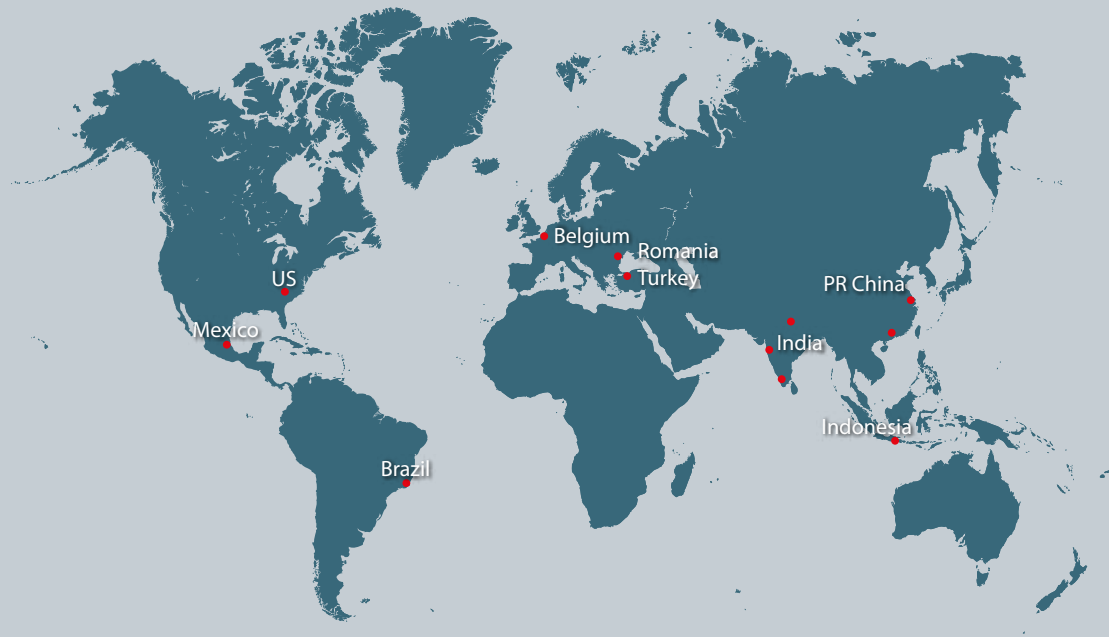 Belgium
Romania
Turkey
US
PR China
Mexico
India
Indonesia
Brazil